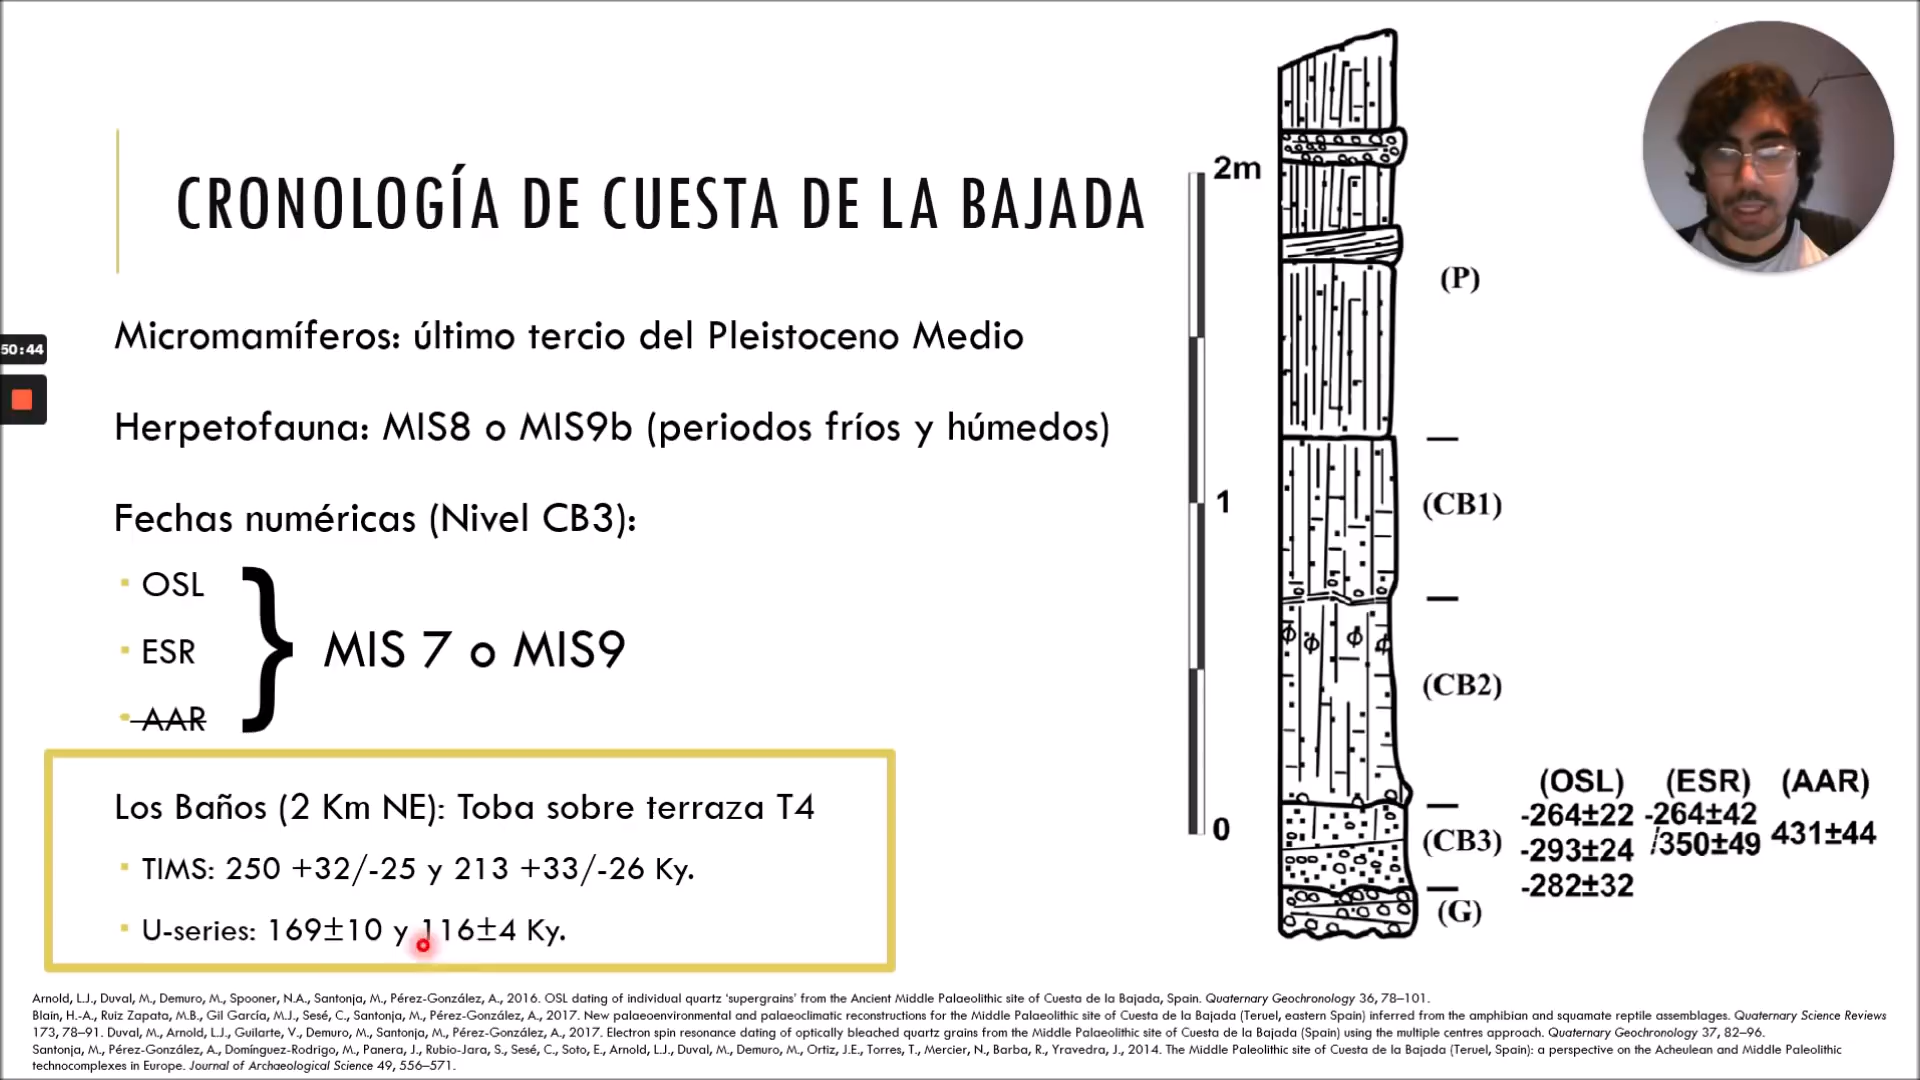 CRONOLOGÍA DE CUESTA DE LA BAJADA
Micromamíferos: último tercio del Pleistoceno Medio
Herpetofauna: MIS8 o MIS9b (periodos fríos y húmedos)
Fechas numéricas (Nivel CB3):
OSL
ESR
AAR
} MIS 7 o MIS9
Los Baños (2 Km NE): Toba sobre terraza T4
TIMS: 250 +32/-25 y 213 +33/-26 Ky.
U-series: 169±10 y 116±4 Ky.
50:44
2m
1
0
(P)
(CB1)
(CB2)
(CB3)
(G)
(OSL) (ESR) (AAR)
-264±22 -264±42
-293±24 /350±49 431±44
-282±32
Arnold, L.J., Duval, M., Demuro, M., Spooner, N.A., Santonja, M., Pérez-González, A., 2016. OSL dating of individual quartz ‘supergrains’ from the Ancient Middle Palaeolithic site of Cuesta de la Bajada, Spain. Quaternary Geochronology 36, 78–101.
Blain, H.-A., Ruiz Zapata, M.B., Gil García, M.J., Sesé, C., Santonja, M., Pérez-González, A., 2017. New palaeoenvironmental and palaeoclimatic reconstructions for the Middle Palaeolithic site of Cuesta de la Bajada (Teruel, eastern Spain) inferred from the amphibian and squamate reptile assemblages. Quaternary Science Reviews
173, 78–91. Duval, M., Arnold, L.J., Guilarte, V., Demuro, M., Santonja, M., Pérez-González, A., 2017. Electron spin resonance dating of optically bleached quartz grains from the Middle Palaeolithic site of Cuesta de la Bajada (Spain) using the multiple centres approach. Quaternary Geochronology 37, 82–96.
Santonja, M., Pérez-González, A., Domínguez-Rodrigo, M., Panera, J., Rubio-Jara, S., Sesé, C., Soto, E., Arnold, L.J., Duval, M., Demuro, M., Ortiz, J.E., Torres, T., Mercier, N., Barba, R., Yravedra, J., 2014. The Middle Paleolithic site of Cuesta de la Bajada (Teruel, Spain): a perspective on the Acheulean and Middle Paleolithic
technocomplexes in Europe. Journal of Archaeological Science 49, 556–571.